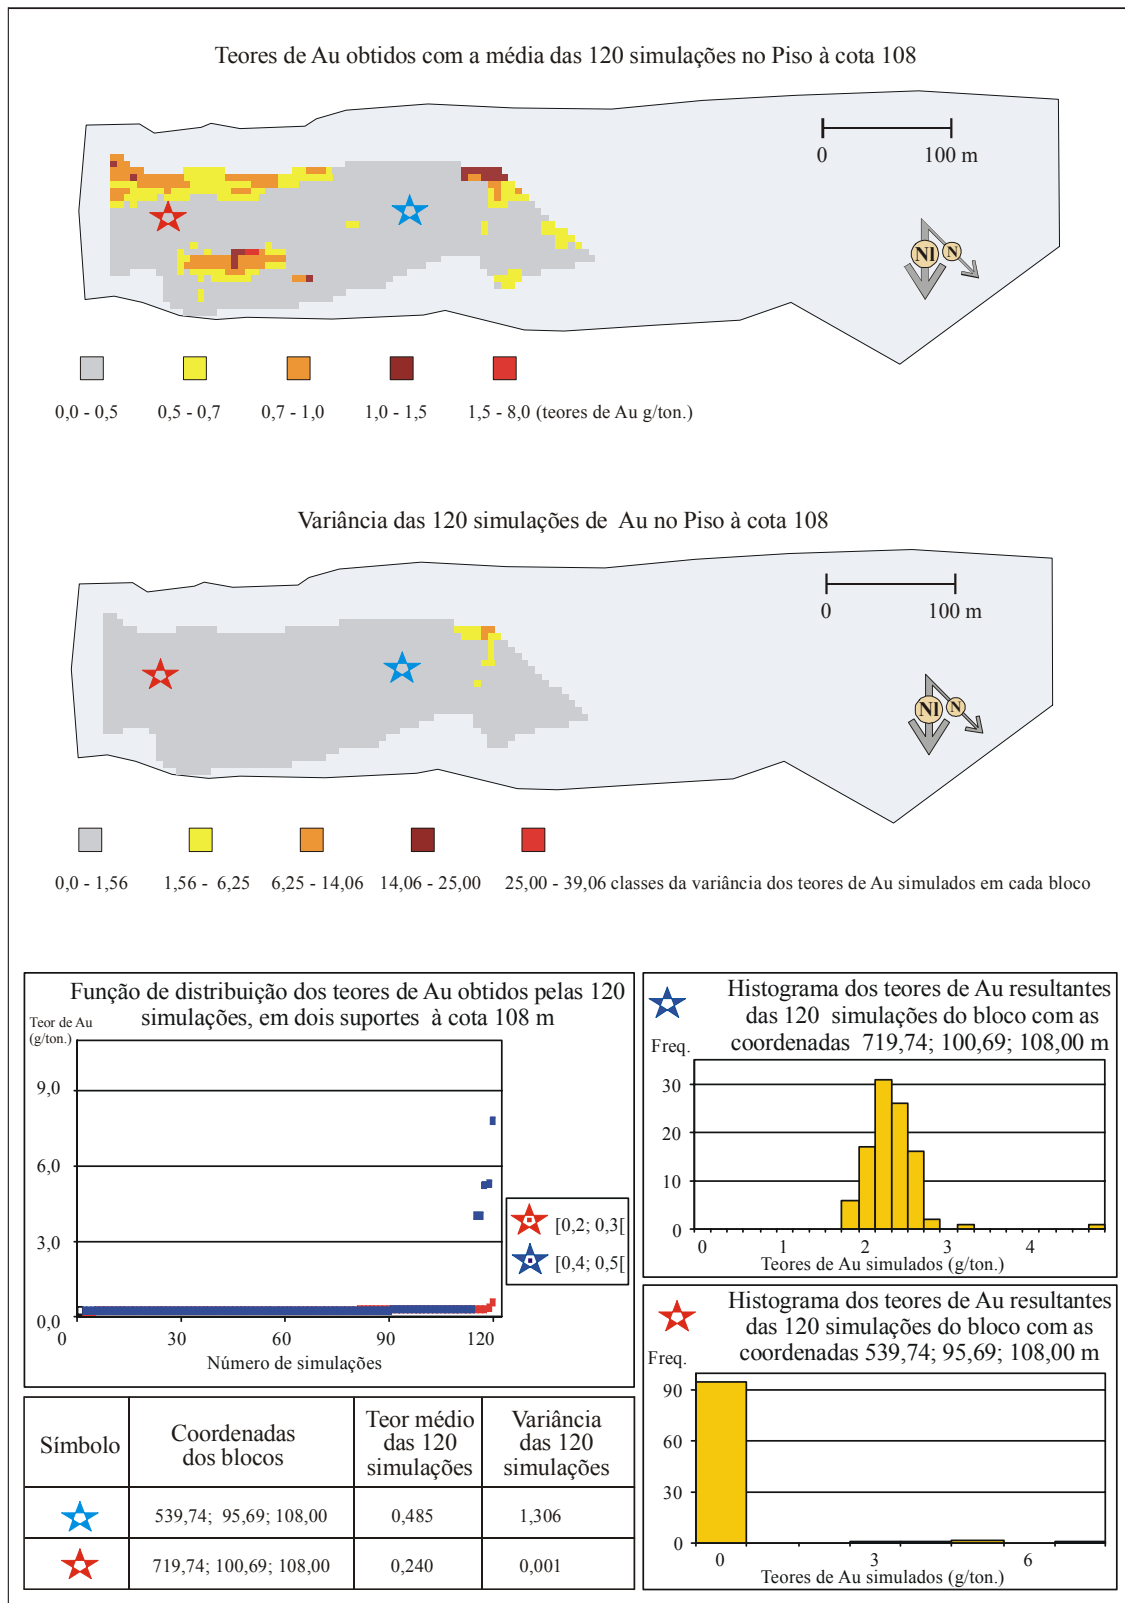 Teores de Au obtidos com a média das 120 simulações no Piso à cota 108
0 100 m
NI N
0,0 - 0,5 0,5 - 0,7 0,7 - 1,0 1,0 - 1,5 1,5 - 8,0 (teores de Au g/ton.)
Variância das 120 simulações de Au no Piso à cota 108
0 100 m
NI N
0,0 - 1,56 1,56 - 6,25 6,25 - 14,06 14,06 - 25,00 25,00 - 39,06 classes da variância dos teores de Au simulados em cada bloco
Função de distribuição dos teores de Au obtidos pelas 120
simulações, em dois suportes à cota 108 m
Teor de Au
(g/ton.)
9,0
6,0
3,0
0,0
0 30 60 90 120
Número de simulações
[0,2; 0,3[
[0,4; 0,5[
Histograma dos teores de Au resultantes
das 120 simulações do bloco com as
coordenadas 719,74; 100,69; 108,00 m
Freq.
30
20
10
0
0 1 2 3 4
Teores de Au simulados (g/ton.)
Histograma dos teores de Au resultantes
das 120 simulações do bloco com as
coordenadas 539,74; 95,69; 108,00 m
Freq.
90
60
30
0
0 3 6
Teores de Au simulados (g/ton.)
Símbolo
Coordenadas
dos blocos
Teor médio
das 120
simulações
Variância
das 120
simulações
539,74; 95,69; 108,00 0,485 1,306
719,74; 100,69; 108,00 0,240 0,001